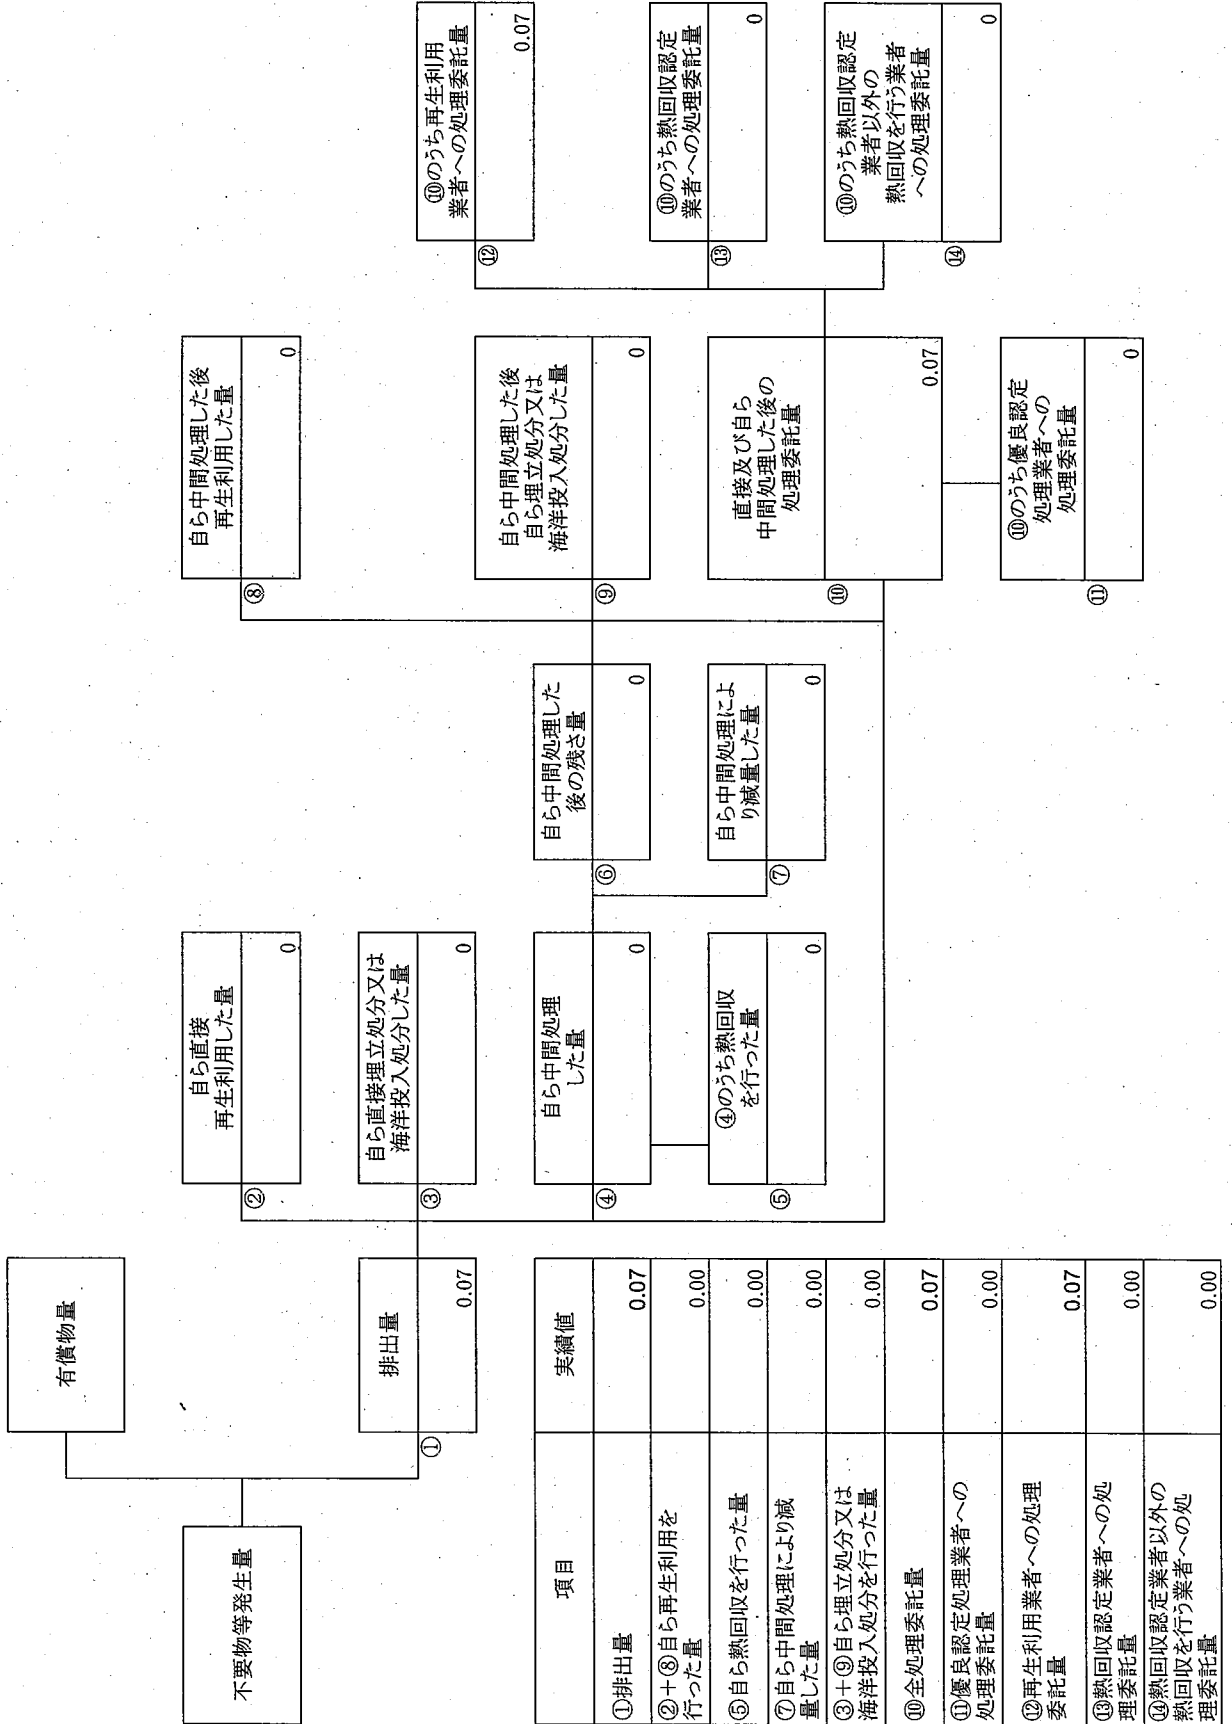 不要物等発生量
有償物量
排出量
①
0.07
自ら直接
再生利用した量
②
0
自ら直接埋立処分又は
海洋投入処分した量
③
0
自ら中間処理
した量
④
0
④のうち熱回収
を行った量
⑤
0
自ら中間処理した
後の残さ量
⑥
0
自ら中間処理によ
り減量した量
⑦
0
自ら中間処理した後
再生利用した量
⑧
0
自ら中間処理した後
自ら埋立処分又は
海洋投入処分した量
⑨
0
直接及び自ら
中間処理した後の
処理委託量
⑩
0.07
⑩のうち優良認定
処理業者への
処理委託量
⑪
0
⑩のうち再生利用
業者への処理委託量
⑫
0.07
⑩のうち熱回収認定
業者への処理委託量
⑬
0
⑩のうち熱回収認定
業者以外の
熱回収を行う業者
への処理委託量
⑭
0
項目 実績値
①排出量 0.07
②+⑧自ら再生利用を
行った量 0.00
⑤自ら熱回収を行った量 0.00
⑦自ら中間処理により減
量した量 0.00
③+⑨自ら埋立処分又は
海洋投入処分を行った量 0.00
⑩全処理委託量 0.07
⑪優良認定処理業者への
処理委託量 0.00
⑫再生利用業者への処理
委託量 0.07
⑬熱回収認定業者への処
理委託量 0.00
⑭熱回収認定業者以外の
熱回収を行う業者への処
理委託量 0.00